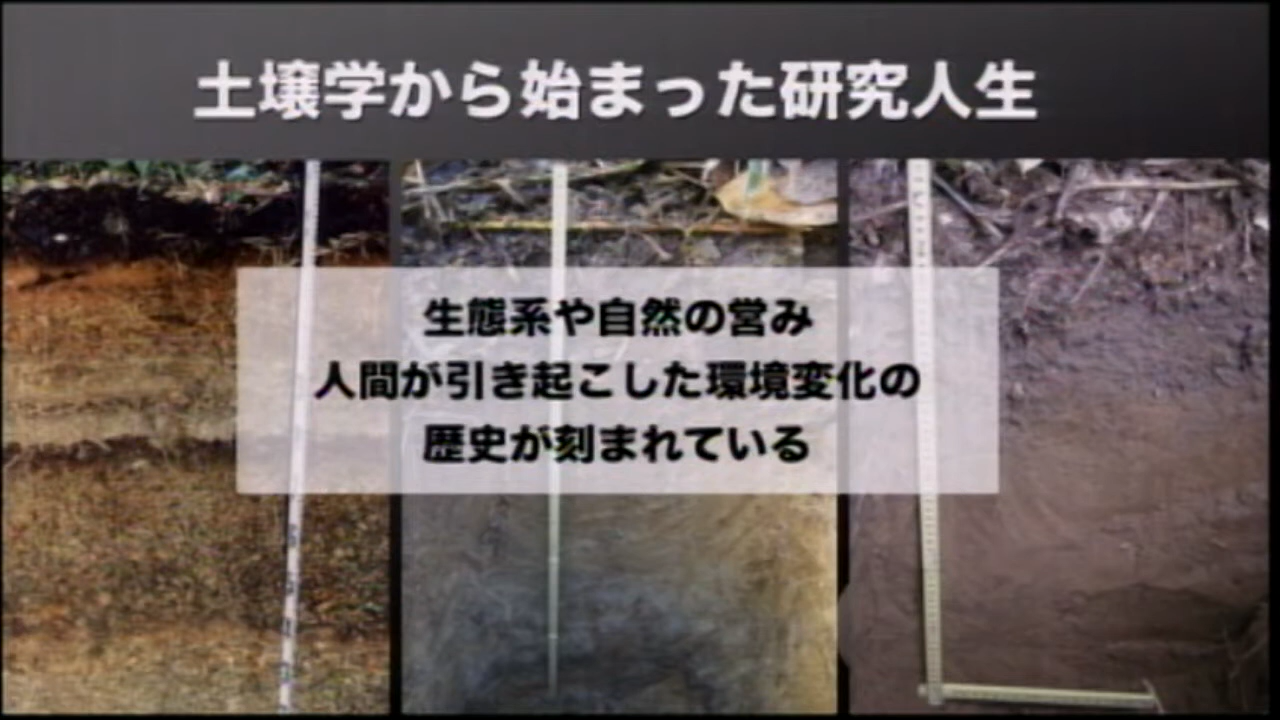 土壌学から始まった研究人生
生態系や自然の営み
人間が引き起こした環境変化の
歴史が刻まれている